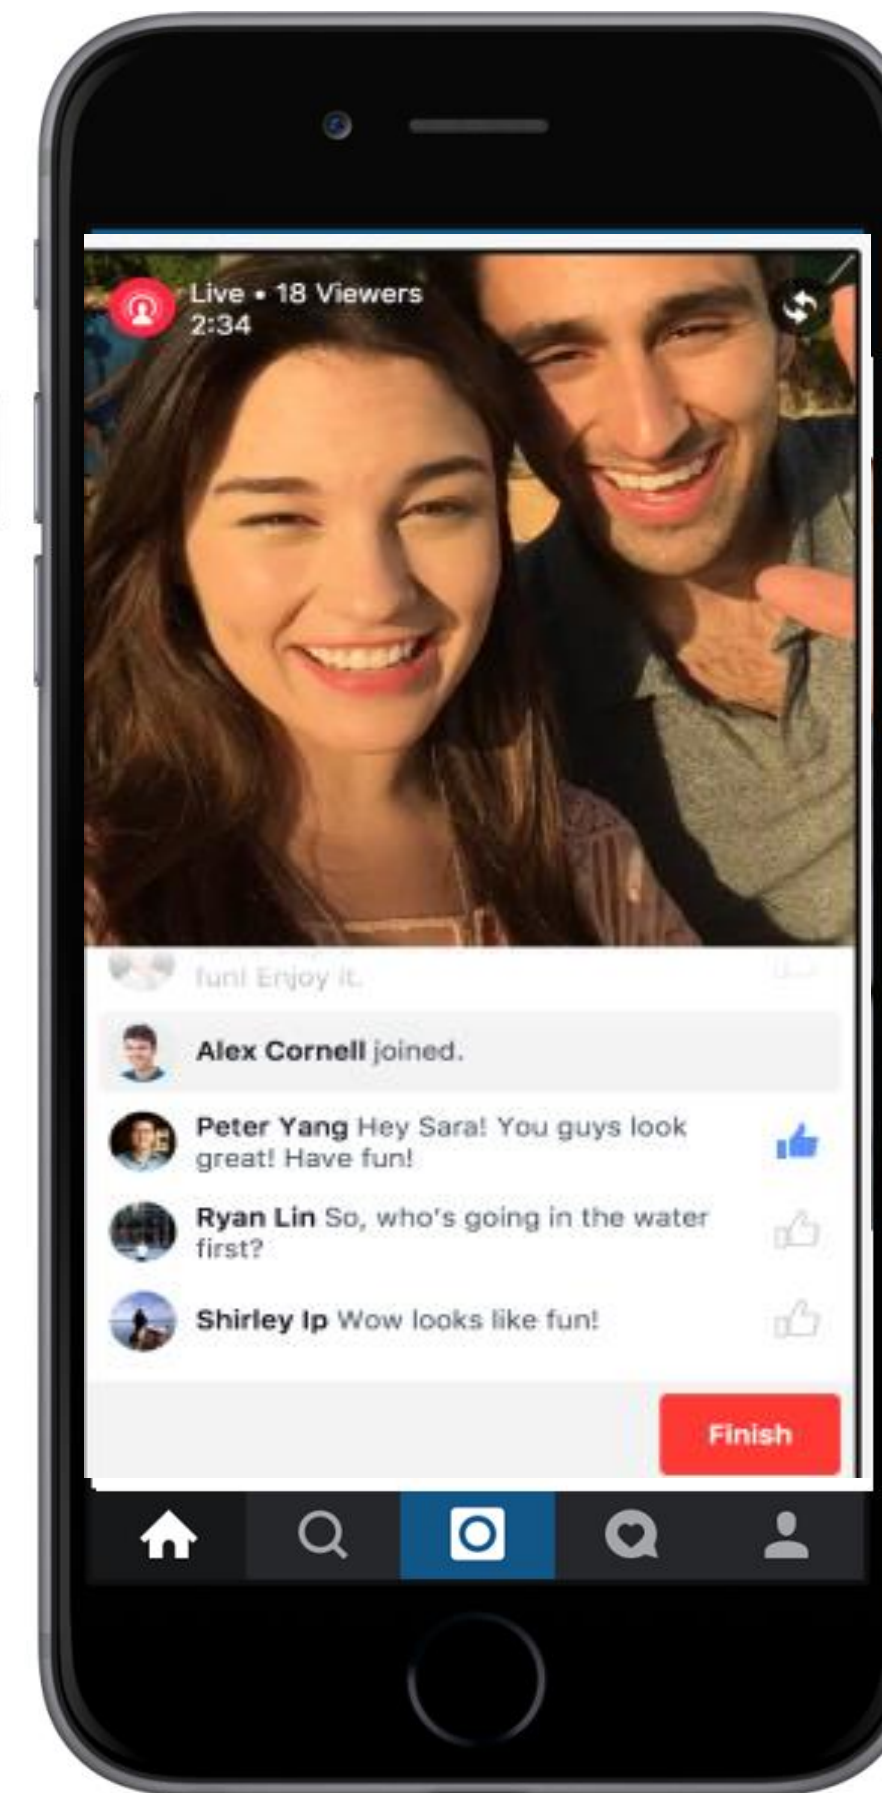 Live • 18 Viewers
2:34
fun! Enjoy it.
Alex Cornell joined.
Peter Yang Hey Sara! You guys look
great! Have fun!
Ryan Lin So, who's going in the water
first?
Shirley Ip Wow looks like fun!
Finish